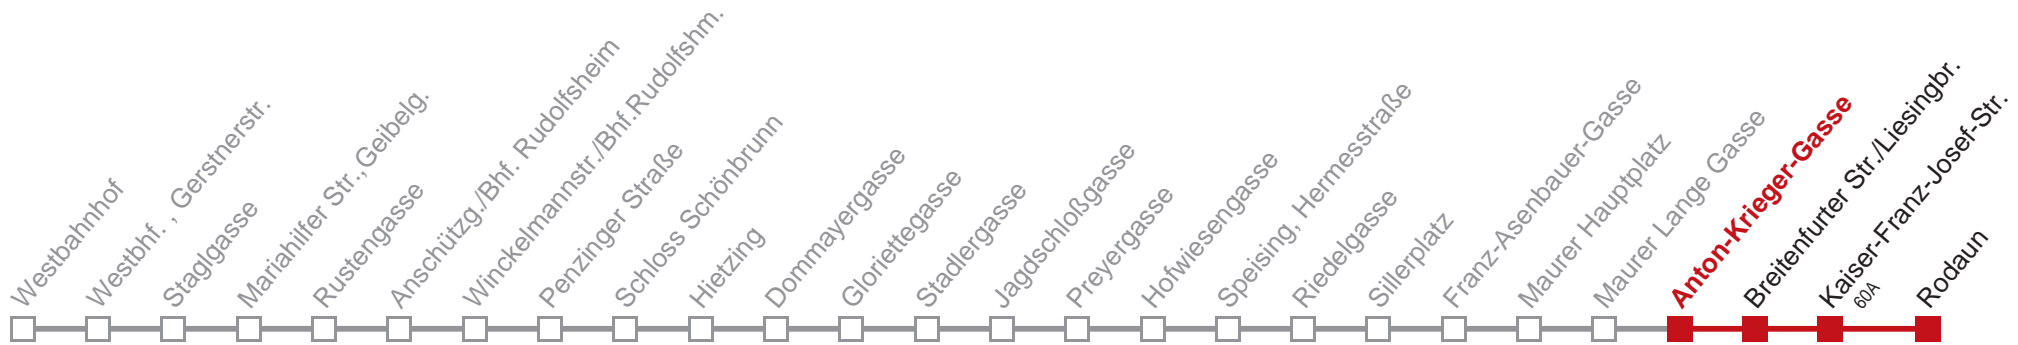 Westbahnhof
Westbhf. , Gerstnerstr.
Staglgasse
Mariahilfer Str.,Geibelg.
Rustengasse
Anschützg./Bhf. Rudolfsheim
Winckelmannstr./Bhf.Rudolfshm.
Penzinger Straße
Schloss Schönbrunn
Hietzing
Dommayergasse
Gloriettegasse
Stadlergasse
Jagdschloßgasse
Preyergasse
Hofwiesengasse
Speising, Hermesstraße
Riedelgasse
Sillerplatz
Franz-Asenbauer-Gasse
Maurer Hauptplatz
Maurer Lange Gasse
Anton-Krieger-Gasse
Breitenfurter Str./Liesingbr.
Kaiser-Franz-Josef-Str.
60A
Rodaun